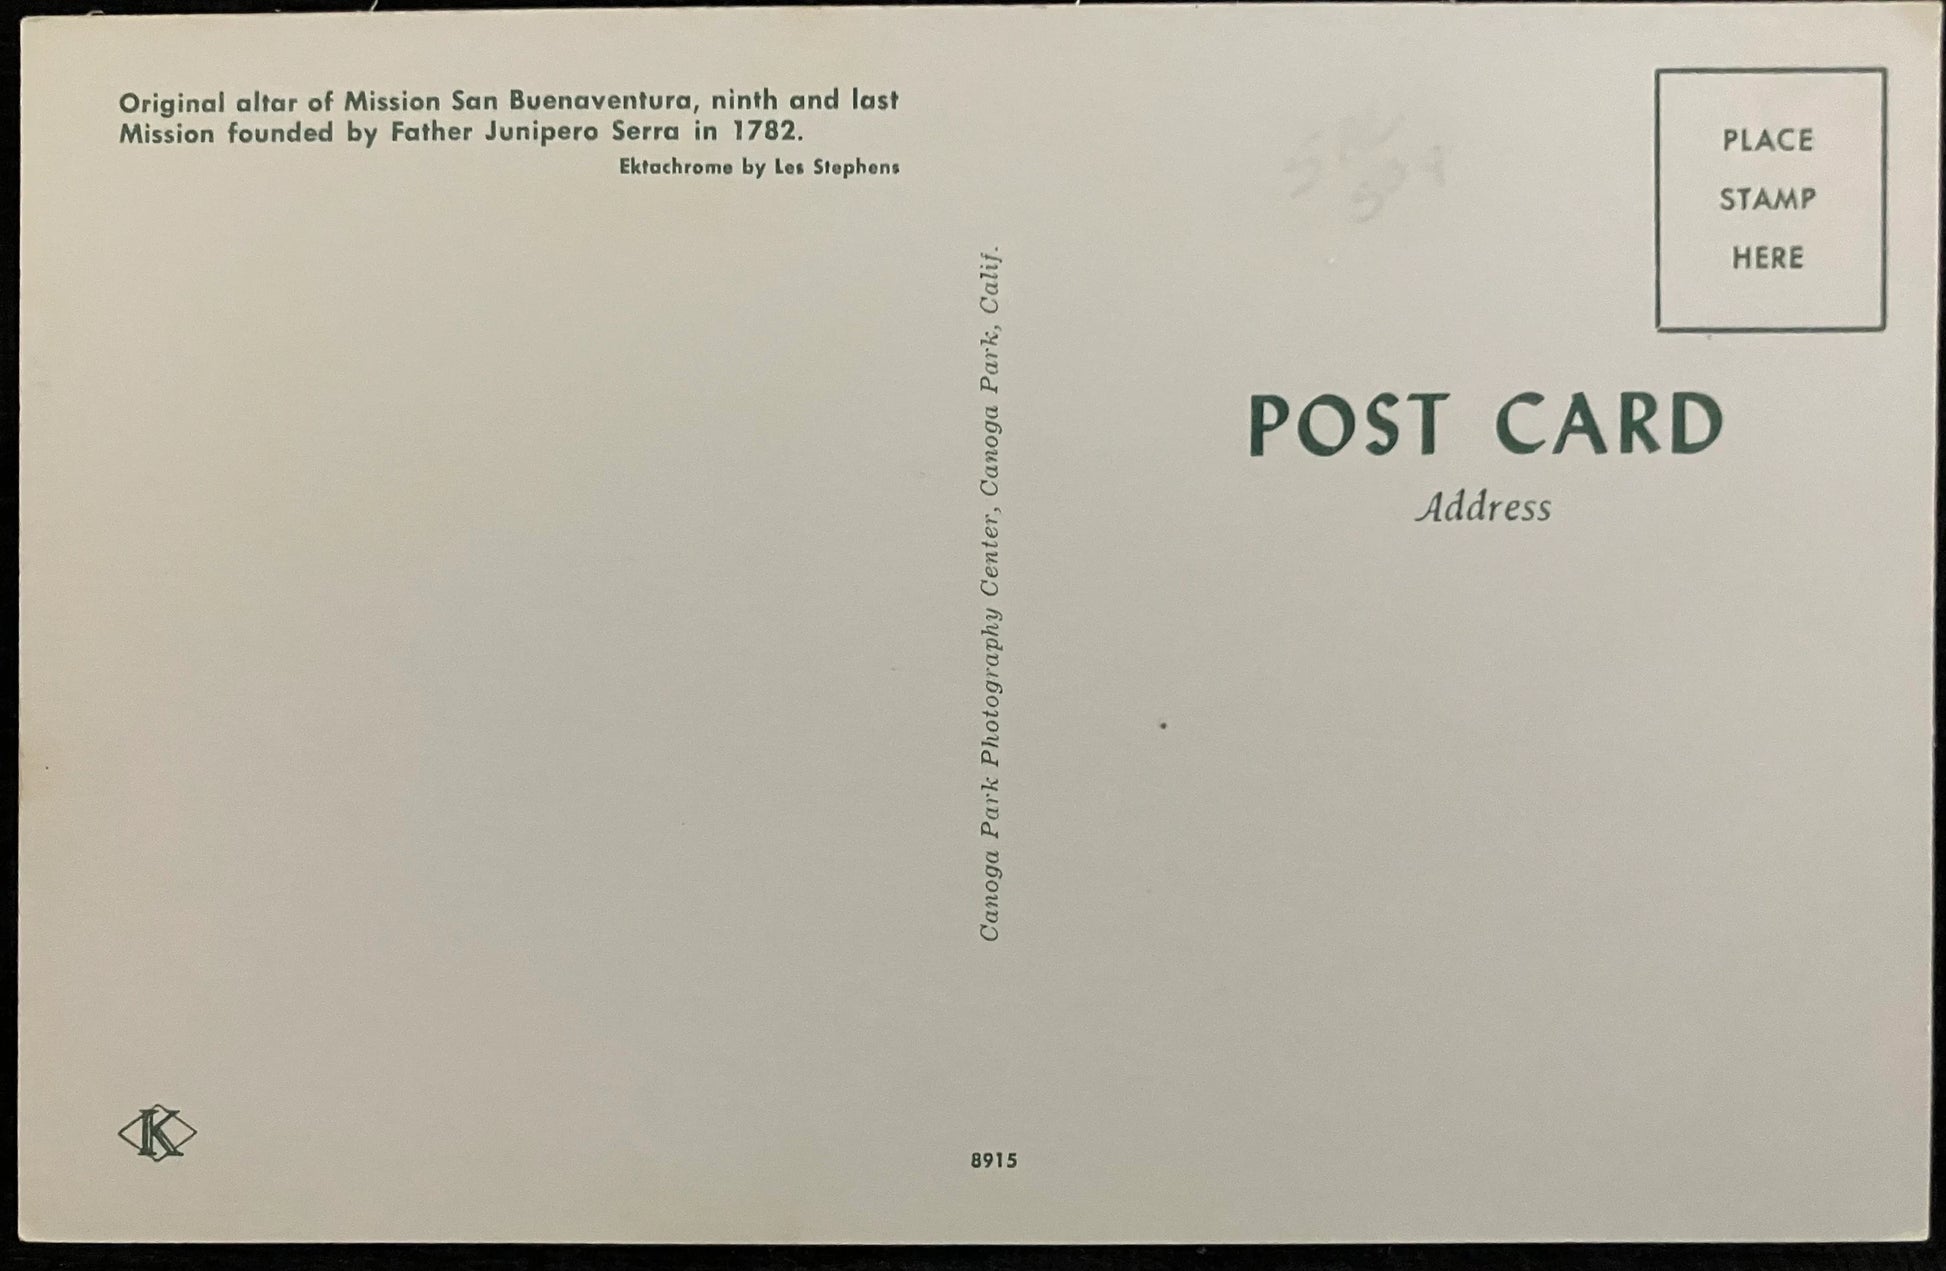 Original altar of Mission San Buenaventura, ninth and last
Mission founded by Father Junipero Serra in 1782.
Ektachrome by Les Stephens
Canoga Park Photography Center, Canoga Park, Calif.
PLACE
STAMP
HERE
POST CARD
Address
K
8915